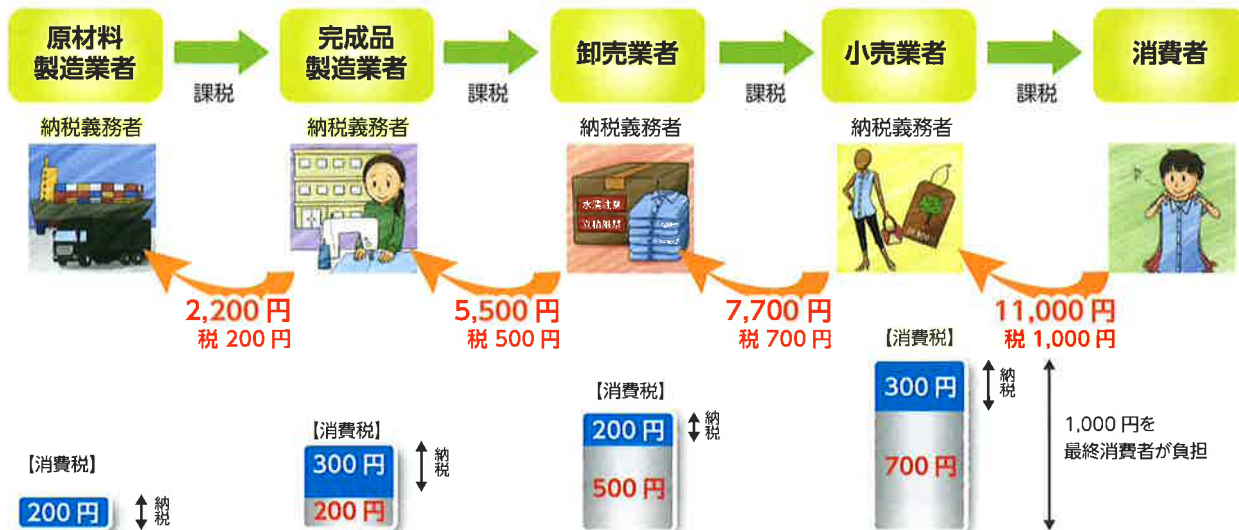 原材料
製造業者
完成品
製造業者
卸売業者
小売業者
消費者
課税
課税
課税
課税
納税義務者
納税義務者
納税義務者
納税義務者
水濡注意
2,200 円
税 200 円
5,500 円
税 500 円
7,700 円
税 700 円
11,000 円
税 1,000 円
【消費税】
200 円
納税
【消費税】
300 円
200 円
納税
【消費税】
200 円
500 円
納税
【消費税】
300 円
700 円
納税
1,000 円を
最終消費者が負担